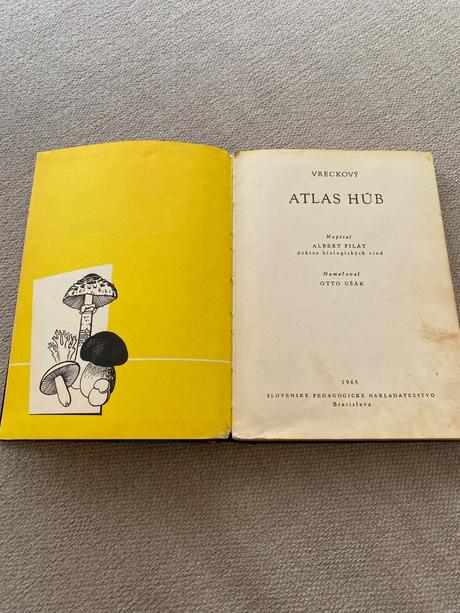 VRECKOVÝ
ATLAS HÚB
Napísal
ALBERT PILÁT
doktor biologických vied
Namaľoval
OTTO UŠÁK
1965
SLOVENSKÉ PEDAGOGICKÉ NAKLADATEĽSTVO
Bratislava